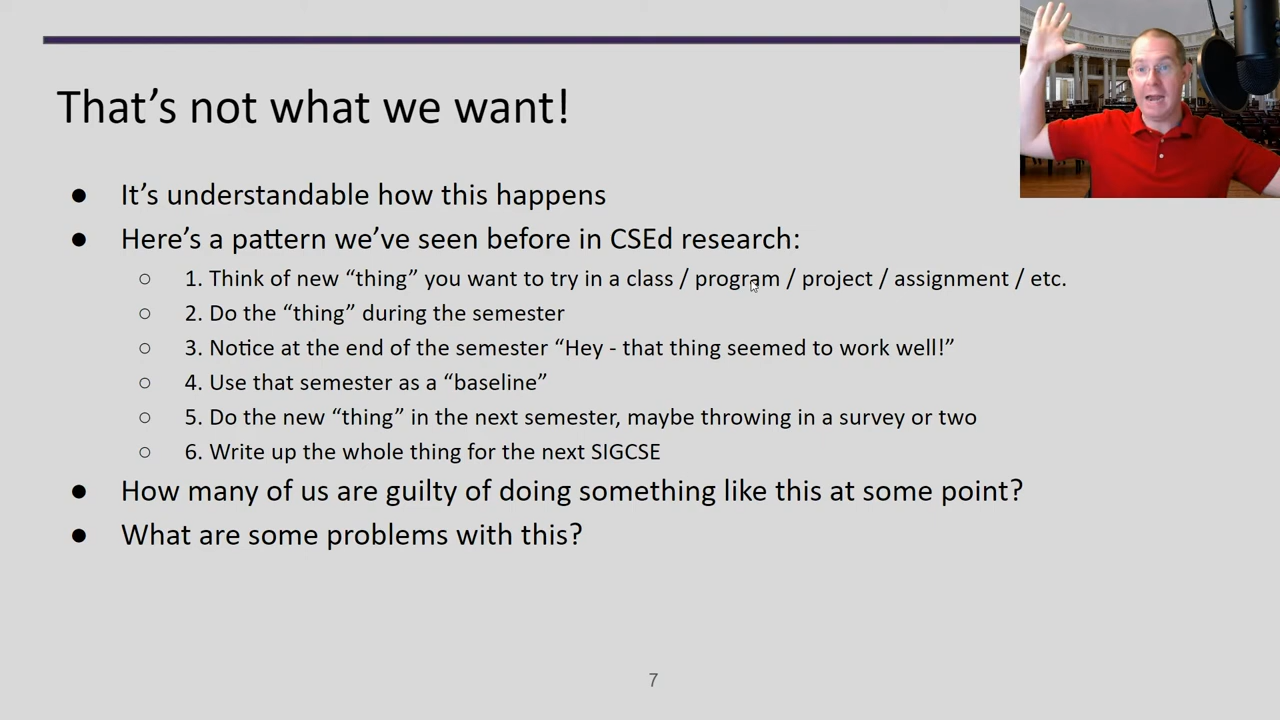 That’s not what we want!
● It’s understandable how this happens
● Here’s a pattern we’ve seen before in CSEd research:
○ 1. Think of new “thing” you want to try in a class / program / project / assignment / etc.
○ 2. Do the “thing” during the semester
○ 3. Notice at the end of the semester “Hey - that thing seemed to work well!”
○ 4. Use that semester as a “baseline”
○ 5. Do the new “thing” in the next semester, maybe throwing in a survey or two
○ 6. Write up the whole thing for the next SIGCSE
● How many of us are guilty of doing something like this at some point?
● What are some problems with this?
7